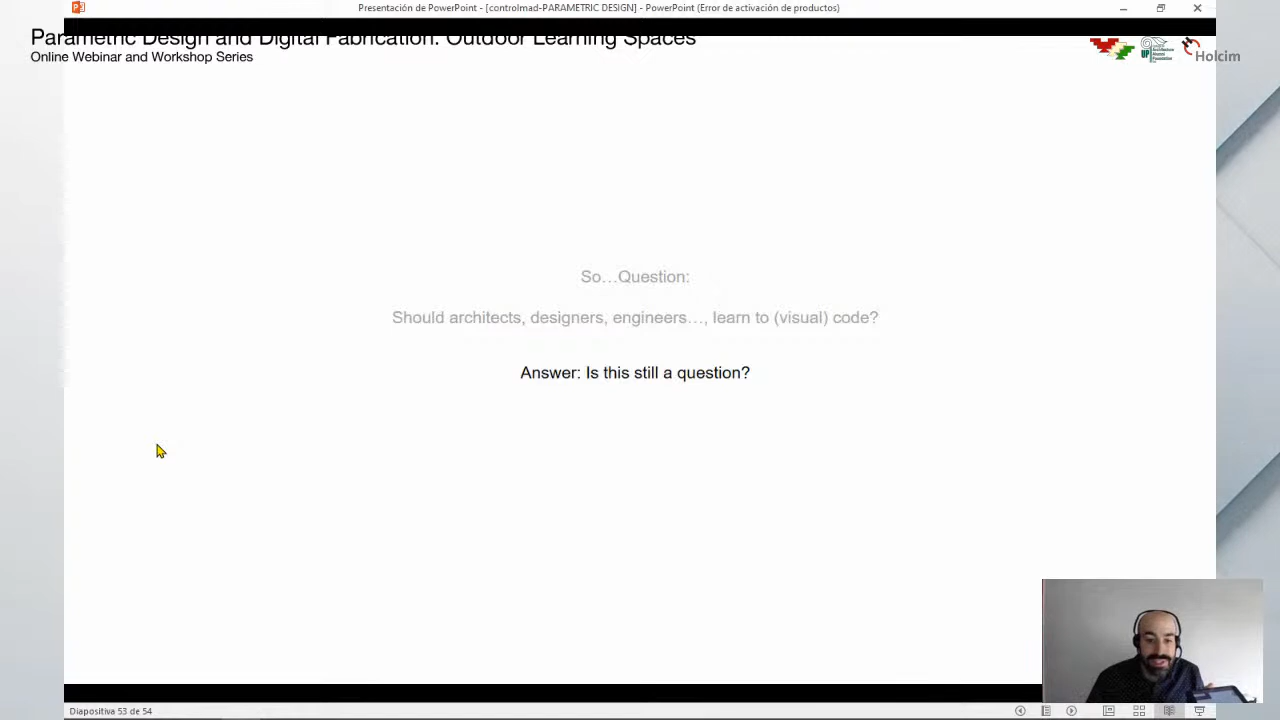 Presentación de PowerPoint - [controlmad-PARAMETRIC DESIGN] - PowerPoint (Error de activación de productos)
Parametric Design and Digital Fabrication: Outdoor Learning Spaces
Online Webinar and Workshop Series
UP
Holcim
So…Question:
Should architects, designers, engineers…, learn to (visual) code?
Answer: Is this still a question?
Diapositiva 53 de 54